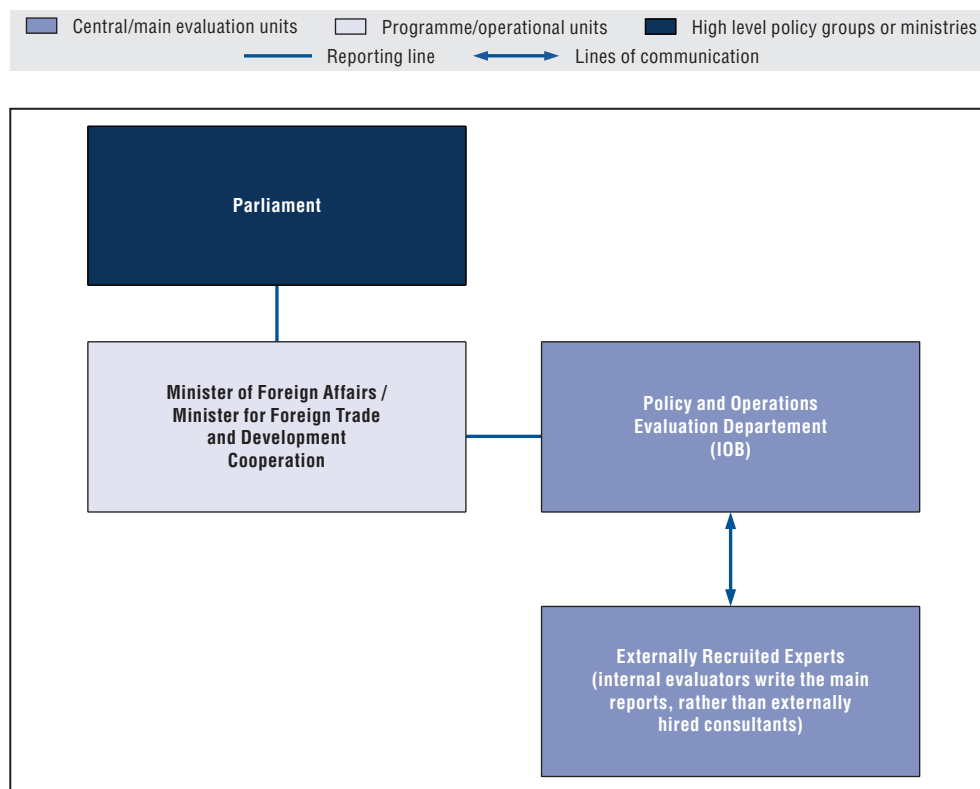 Central/main evaluation units
Programme/operational units
High level policy groups or ministries
Reporting line
Lines of communication
Parliament
Minister of Foreign Affairs /
Minister for Foreign Trade
and Development
Cooperation
Policy and Operations
Evaluation Departement
(IOB)
Externally Recruited Experts
(internal evaluators write the main
reports, rather than externally
hired consultants)